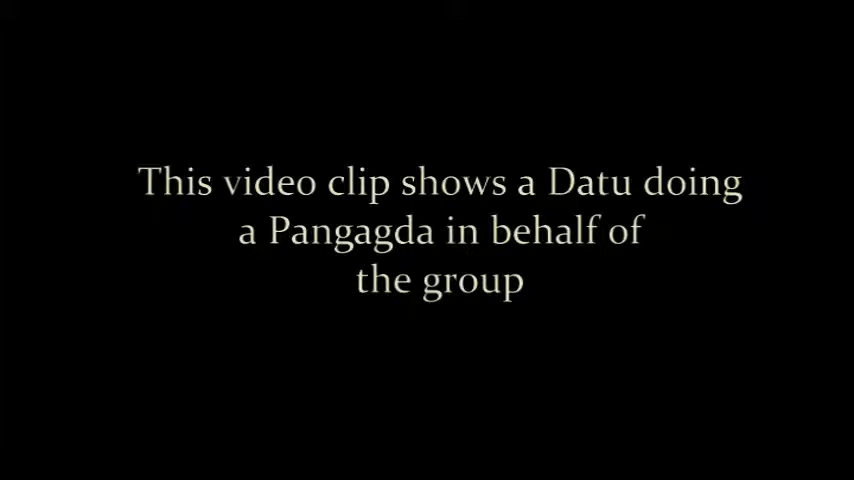 This video clip shows a Datu doing
a Pangagda in behalf of
the group